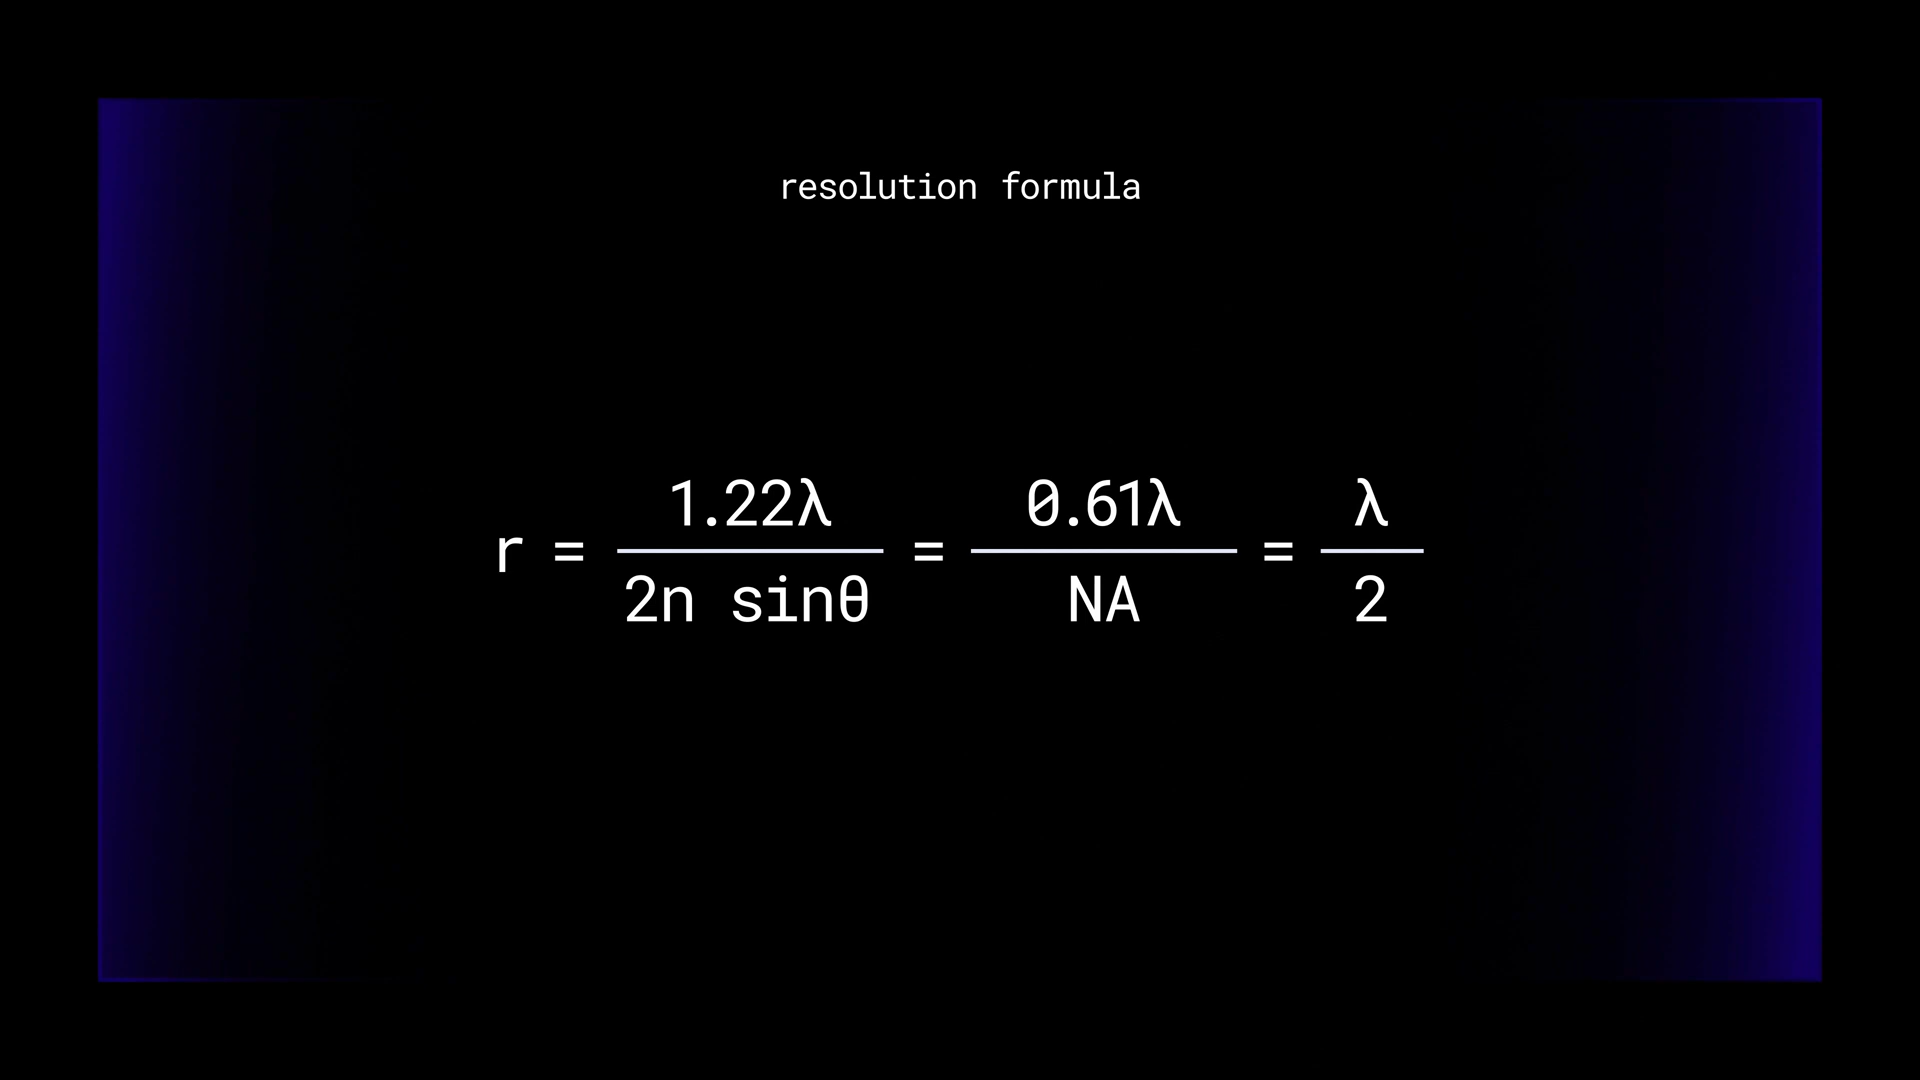 resolution formula
r = 1.22λ / 2n sinθ = 0.61λ / NA = λ / 2